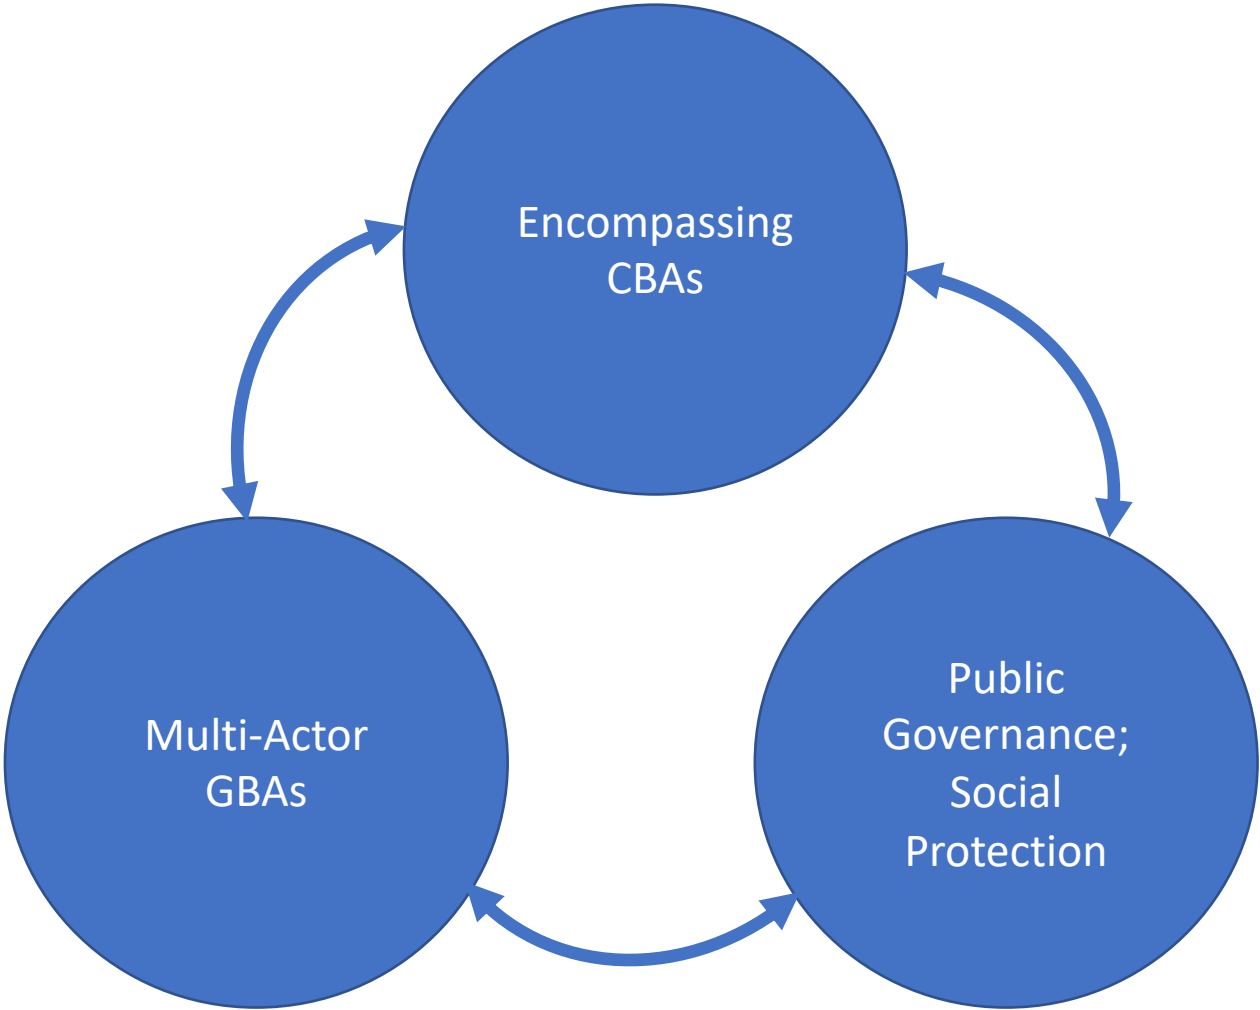 Encompassing
CBAs
Multi-Actor
GBAs
Public
Governance;
Social
Protection